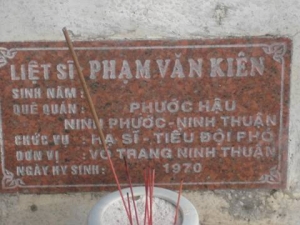 LIỆT SĨ PHẠM VĂN KIÊN
SINH NĂM :
QUÊ QUÁN : PHƯỚC HẬU
NINH PHƯỚC-NINH THUẬN
CHỨC VỤ : HẠ SĨ - TIỂU ĐỘI PHÓ
ĐƠN VỊ : VÕ TRANG NINH THUẬN
NGÀY HY SINH : 1970